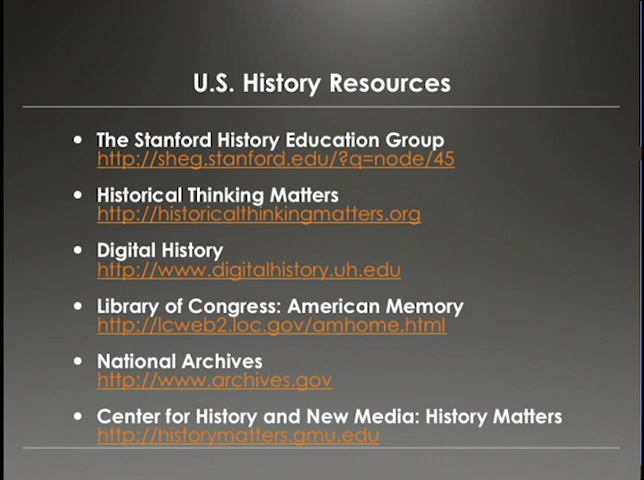 U.S. History Resources
The Stanford History Education Group
http://sheg.stanford.edu/?q=node/45
Historical Thinking Matters
http://historicalthinkingmatters.org
Digital History
http://www.digitalhistory.uh.edu
Library of Congress: American Memory
http://lcweb2.loc.gov/amhome.html
National Archives
http://www.archives.gov
Center for History and New Media: History Matters
http://historymatters.gmu.edu